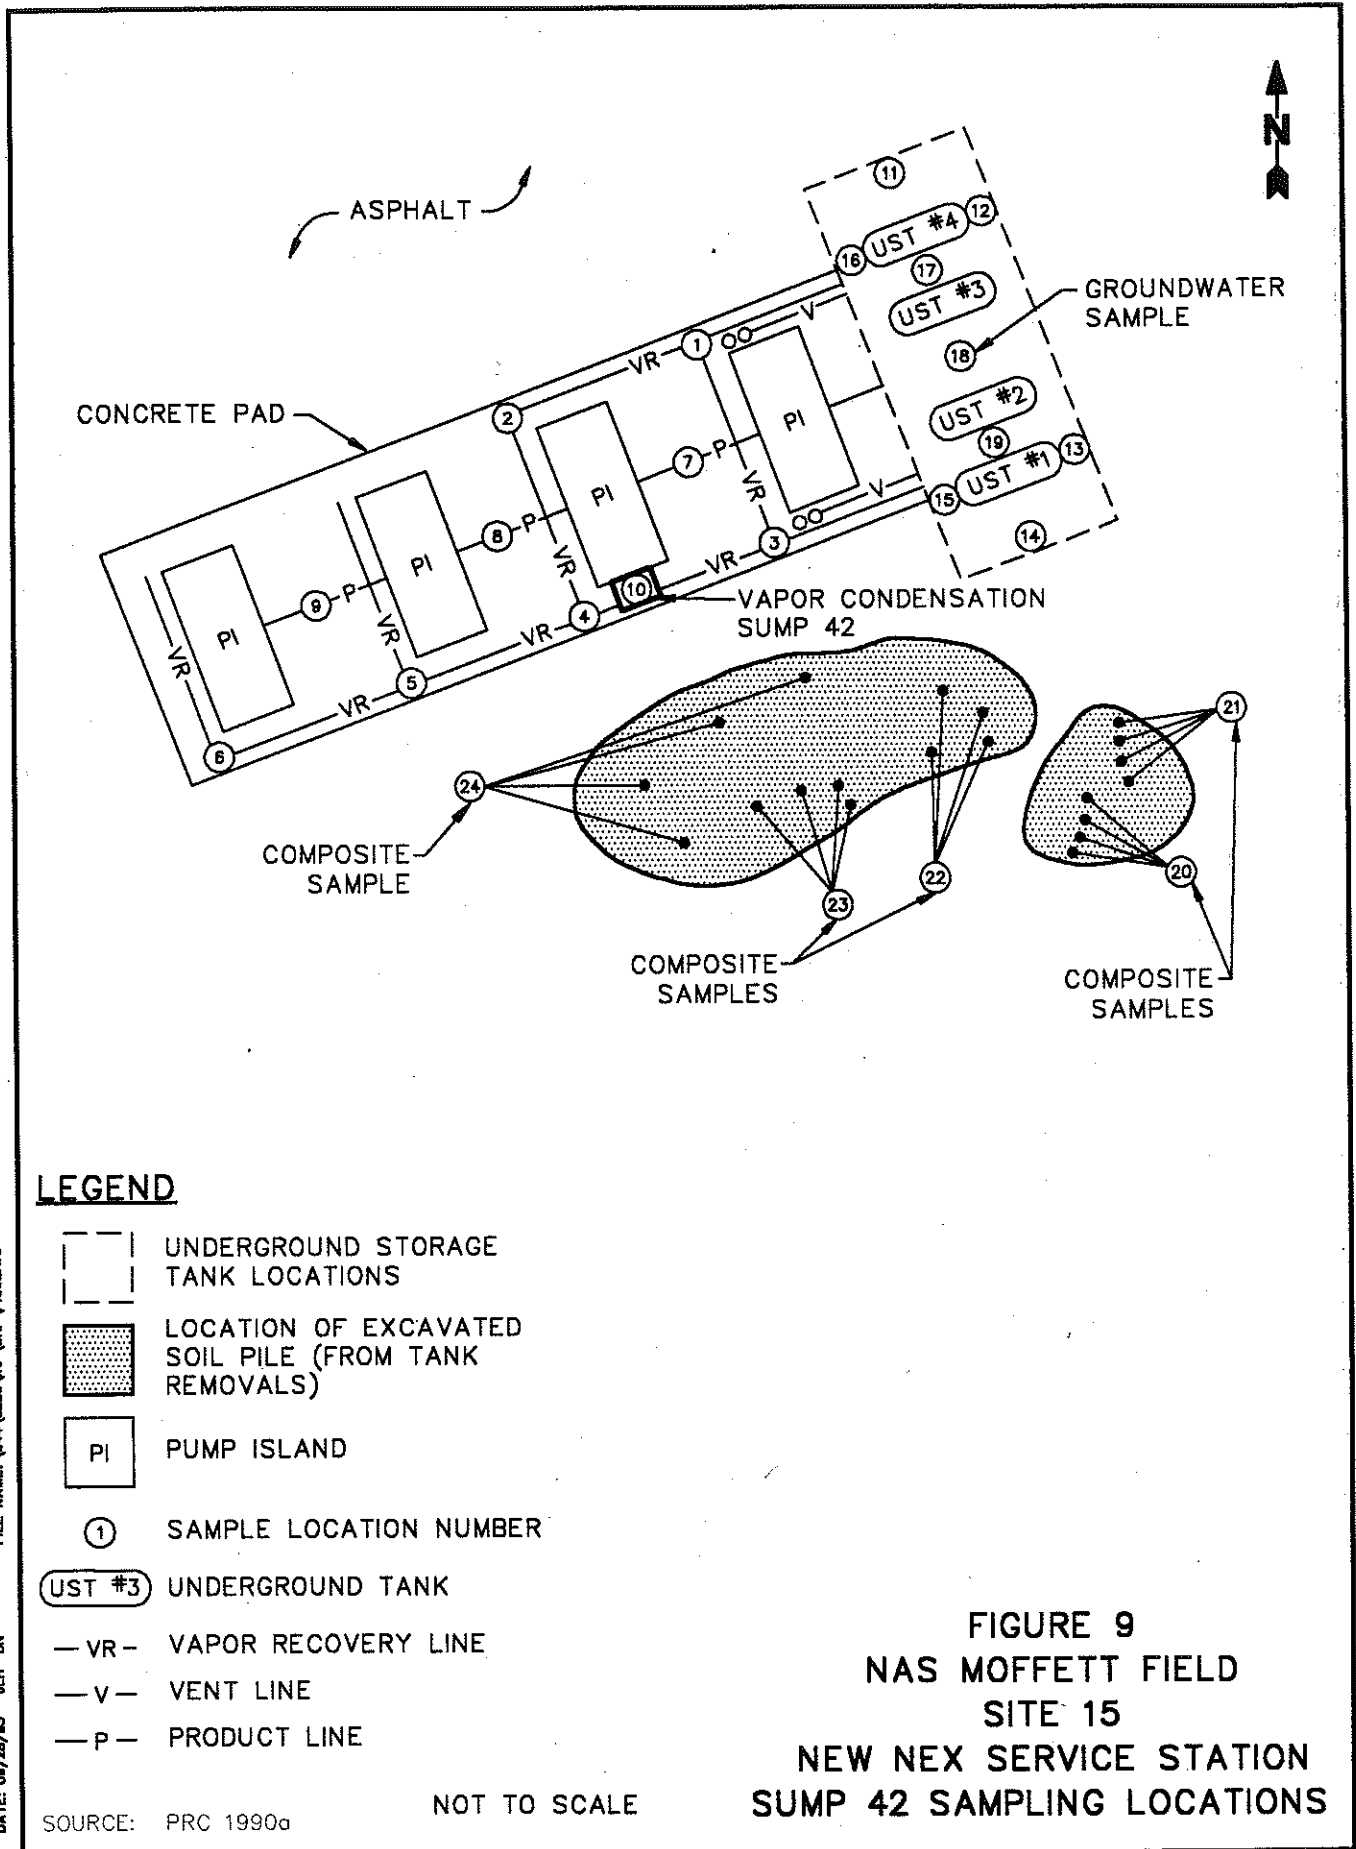 N
ASPHALT
11
12
UST #4
16
17
UST #3
GROUNDWATER
SAMPLE
V
1
VR
18
CONCRETE PAD
2
UST #2
PI
19
13
7
P
UST #1
VR
V
15
PI
14
8
P
3
VR
PI
VR
10
VAPOR CONDENSATION
SUMP 42
9
P
4
VR
PI
VR
5
VR
VR
6
21
24
COMPOSITE
SAMPLE
22
20
23
COMPOSITE
SAMPLES
COMPOSITE
SAMPLES
LEGEND
UNDERGROUND STORAGE
TANK LOCATIONS
LOCATION OF EXCAVATED
SOIL PILE (FROM TANK
REMOVALS)
PI
PUMP ISLAND
1
SAMPLE LOCATION NUMBER
UST #3 UNDERGROUND TANK
— VR – VAPOR RECOVERY LINE
— V — VENT LINE
— P — PRODUCT LINE
SOURCE: PRC 1990a
NOT TO SCALE
FIGURE 9
NAS MOFFETT FIELD
SITE 15
NEW NEX SERVICE STATION
SUMP 42 SAMPLING LOCATIONS